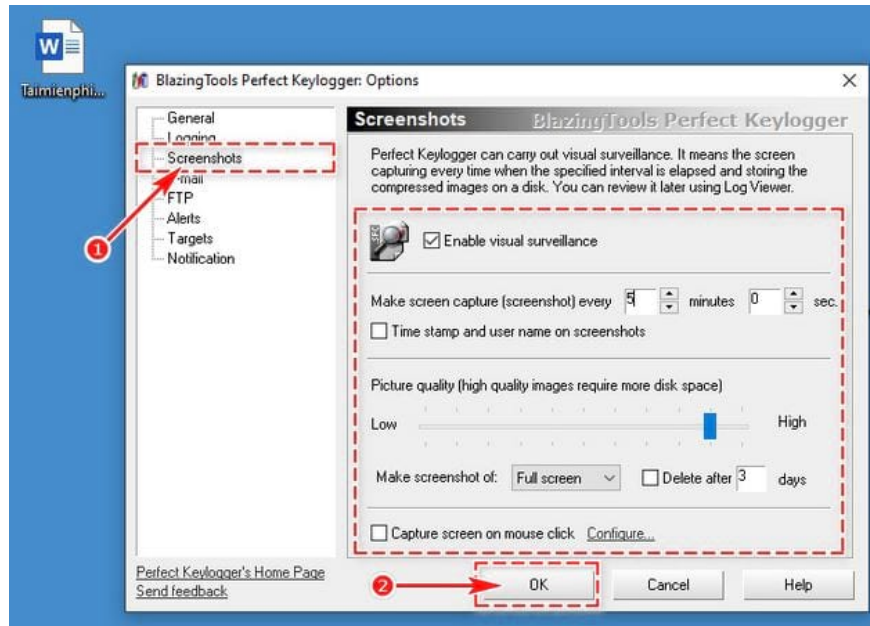 W
Taimienphi...
BlazingTools Perfect Keylogger: Options
General
Logging
Screenshots
E-mail
FTP
Alerts
Targets
Notification
Screenshots BlazingTools Perfect Keylogger
Perfect Keylogger can carry out visual surveillance. It means the screen
capturing every time when the specified interval is elapsed and storing the
compressed images on a disk. You can review it later using Log Viewer.
Enable visual surveillance
Make screen capture (screenshot) every 5 minutes 0 sec.
Time stamp and user name on screenshots
Picture quality (high quality images require more disk space)
Low High
Make screenshot of: Full screen Delete after 3 days
Capture screen on mouse click Configure...
1
Perfect Keylogger's Home Page
Send feedback
2
OK Cancel Help